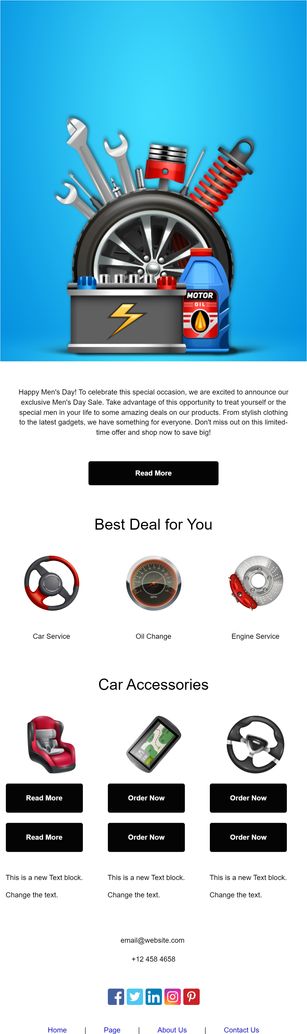 MOTOR
OIL
Happy Men's Day! To celebrate this special occasion, we are excited to announce our
exclusive Men's Day Sale. Take advantage of this opportunity to treat yourself or the
special men in your life to some amazing deals on our products. From stylish clothing
to the latest gadgets, we have something for everyone. Don't miss out on this limited-
time offer and shop now to save big!
Read More
Best Deal for You
Car Service Oil Change Engine Service
Car Accessories
Read More Order Now Order Now
Read More Order Now Order Now
This is a new Text block. This is a new Text block. This is a new Text block.
Change the text. Change the text. Change the text.
email@website.com
+12 458 4658
Home | Page | About Us | Contact Us